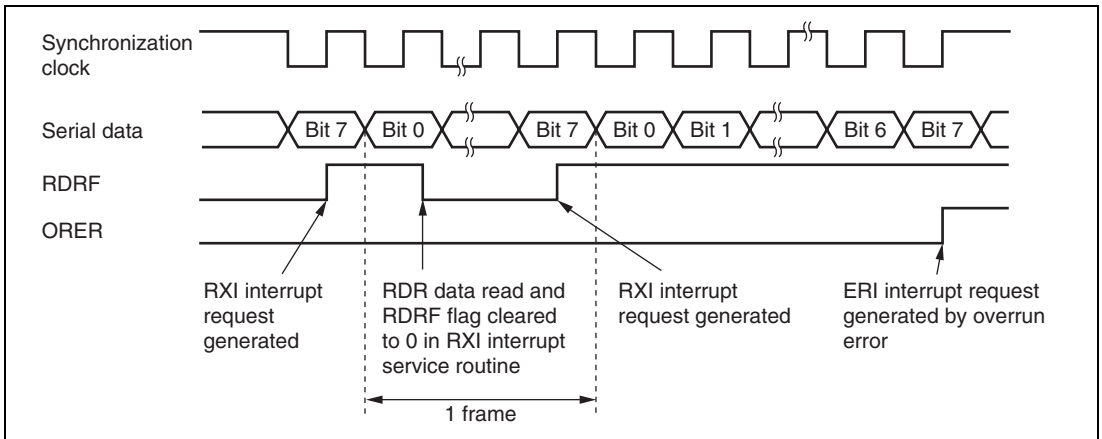 Synchronization
clock
Serial data
Bit 7
Bit 0
Bit 7
Bit 0
Bit 1
Bit 6
Bit 7
RDRF
ORER
RXI interrupt
request
generated
RDR data read and
RDRF flag cleared
to 0 in RXI interrupt
service routine
RXI interrupt
request generated
ERI interrupt request
generated by overrun
error
1 frame